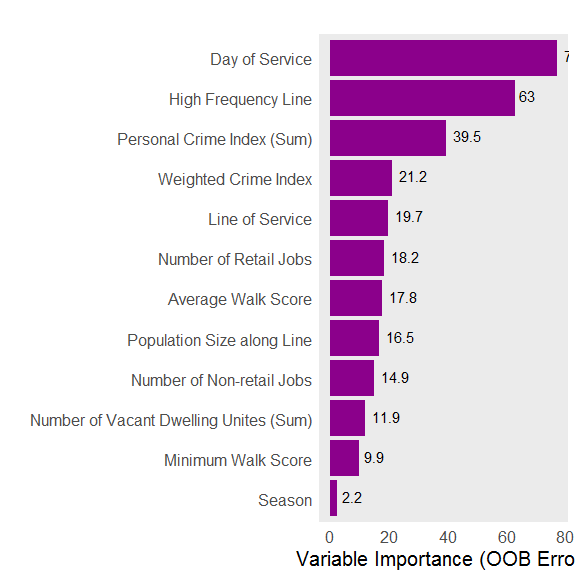 Day of Service
High Frequency Line 63
Personal Crime Index (Sum) 39.5
Weighted Crime Index 21.2
Line of Service 19.7
Number of Retail Jobs 18.2
Average Walk Score 17.8
Population Size along Line 16.5
Number of Non-retail Jobs 14.9
Number of Vacant Dwelling Unites (Sum) 11.9
Minimum Walk Score 9.9
Season 2.2
0 20 40 60 80
Variable Importance (OOB Erro